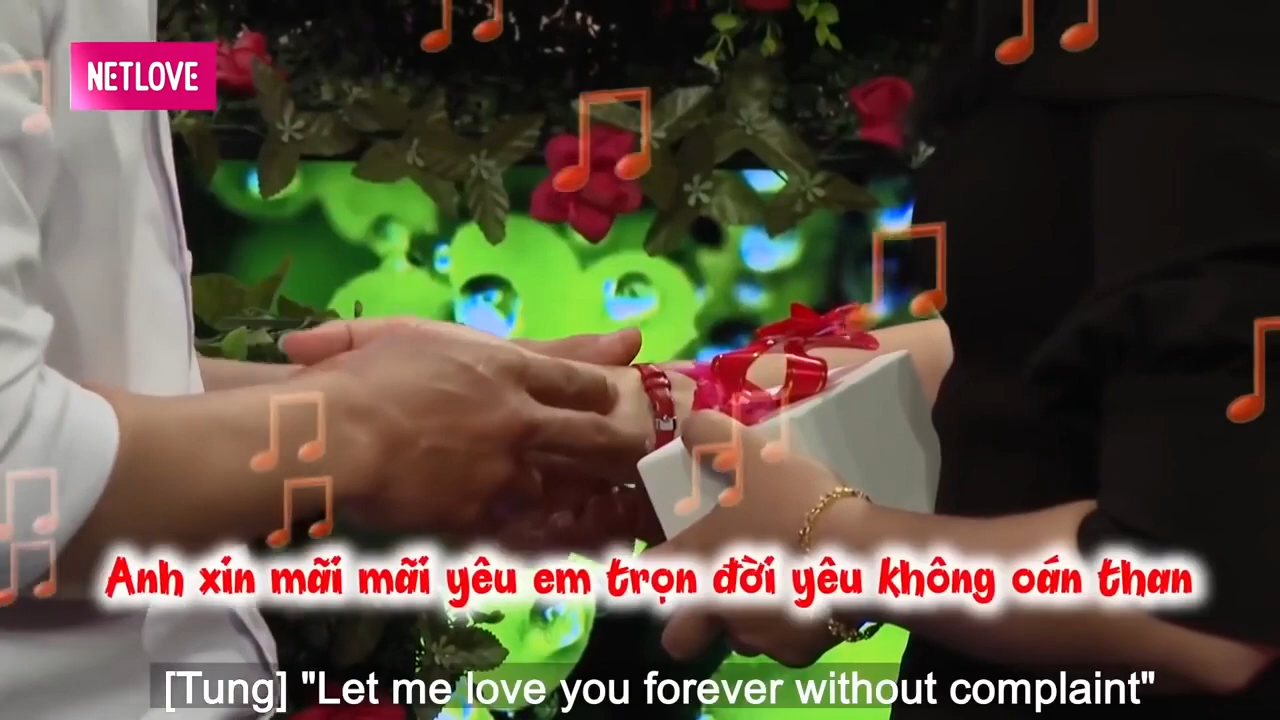 NETLOVE
Anh xin mãi mãi yêu em trọn đời yêu không oán than
[Tung] "Let me love you forever without complaint"